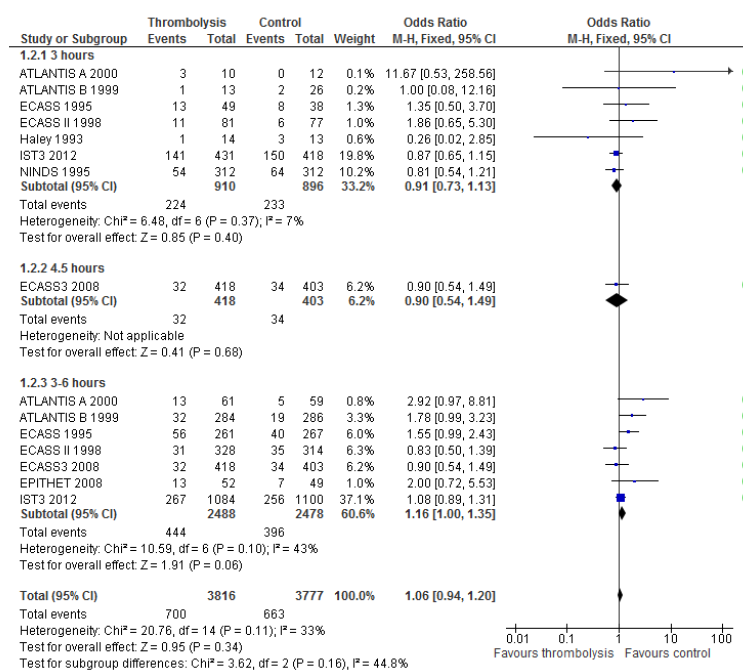 Thrombolysis Control Odds Ratio Odds Ratio
Study or Subgroup Events Total Events Total Weight M-H, Fixed, 95% CI M-H, Fixed, 95% CI
1.2.1 3 hours
ATLANTIS A 2000 3 10 0 12 0.1% 11.67 [0.53, 258.56]
ATLANTIS B 1999 1 13 2 26 0.2% 1.00 [0.08, 12.16]
ECASS 1995 13 49 8 38 1.0% 1.35 [0.50, 3.70]
ECASS II 1998 11 81 6 77 0.8% 1.86 [0.65, 5.30]
Haley 1993 1 14 3 13 0.6% 0.26 [0.02, 2.85]
IST3 2012 141 431 150 418 19.8% 0.87 [0.65, 1.15]
NINDS 1995 54 312 64 312 10.2% 0.81 [0.54, 1.21]
Subtotal (95% CI) 910 896 33.2% 0.91 [0.73, 1.13]
Total events 224 233
Heterogeneity: Chi² = 6.48, df = 6 (P = 0.37); I² = 7%
Test for overall effect: Z = 0.85 (P = 0.40)
1.2.2 4.5 hours
ECASS3 2008 32 418 34 403 6.2% 0.90 [0.54, 1.49]
Subtotal (95% CI) 418 403 6.2% 0.90 [0.54, 1.49]
Total events 32 34
Heterogeneity: Not applicable
Test for overall effect: Z = 0.41 (P = 0.68)
1.2.3 3-6 hours
ATLANTIS A 2000 13 61 5 59 0.8% 2.92 [0.97, 8.81]
ATLANTIS B 1999 32 284 19 286 3.3% 1.78 [0.99, 3.23]
ECASS 1995 56 261 40 267 6.0% 1.55 [0.99, 2.43]
ECASS II 1998 31 328 35 314 6.2% 0.83 [0.50, 1.39]
ECASS3 2008 32 418 34 403 6.2% 0.90 [0.54, 1.49]
EPITHET 2008 13 52 7 49 1.0% 2.00 [0.72, 5.53]
IST3 2012 267 1084 256 1100 37.1% 1.08 [0.89, 1.31]
Subtotal (95% CI) 2488 2478 60.6% 1.16 [1.00, 1.35]
Total events 444 396
Heterogeneity: Chi² = 10.59, df = 6 (P = 0.10); I² = 43%
Test for overall effect: Z = 1.91 (P = 0.06)
Total (95% CI) 3816 3777 100.0% 1.06 [0.94, 1.20]
Total events 700 663
Heterogeneity: Chi² = 20.76, df = 14 (P = 0.11); I² = 33%
Test for overall effect: Z = 0.95 (P = 0.34)
Test for subgroup differences: Chi² = 3.62, df = 2 (P = 0.16), I² = 44.8%
0.01 0.1 1 10 100
Favours thrombolysis Favours control